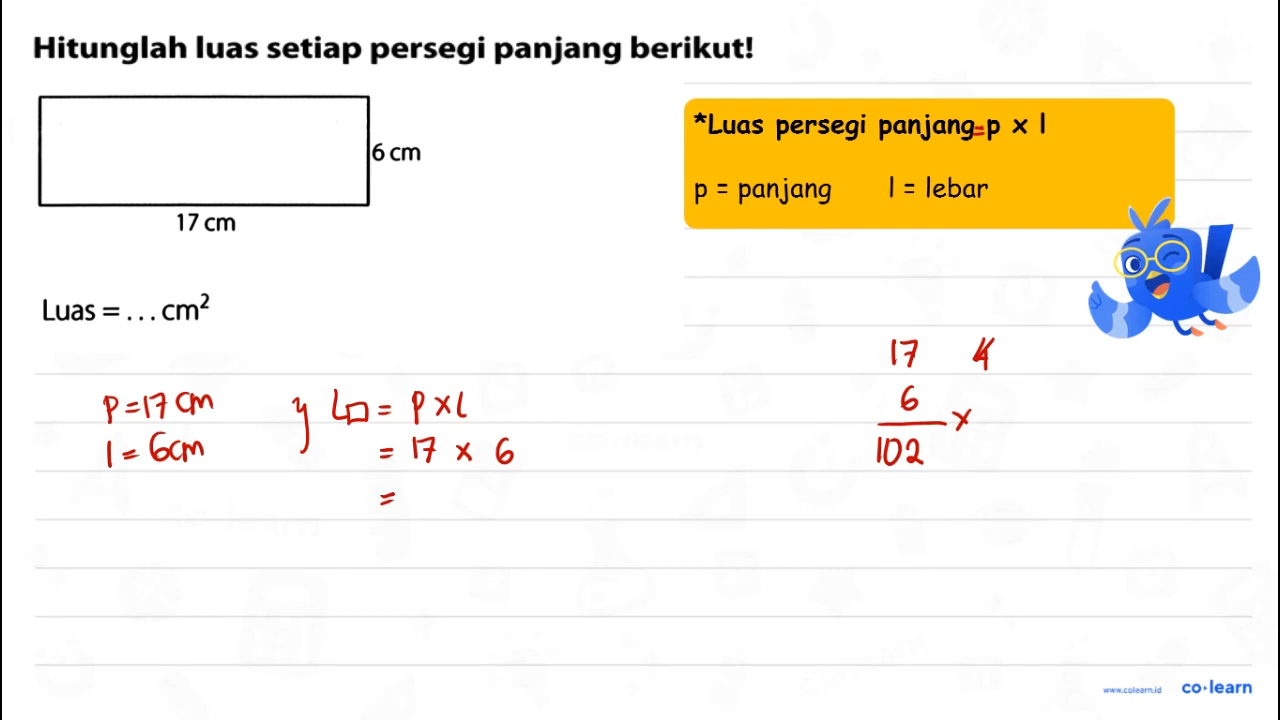 Hitunglah luas setiap persegi panjang berikut!
6 cm
17 cm
*Luas persegi panjang = p x l
p = panjang l = lebar
Luas = ... cm²
p = 17 cm
l = 6 cm
L□ = p x l
= 17 x 6
=
17 4
6
x
102
www.colearn.id co·learn